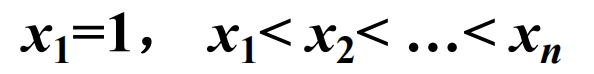 x₁=1， x₁< x₂< …< xₙ